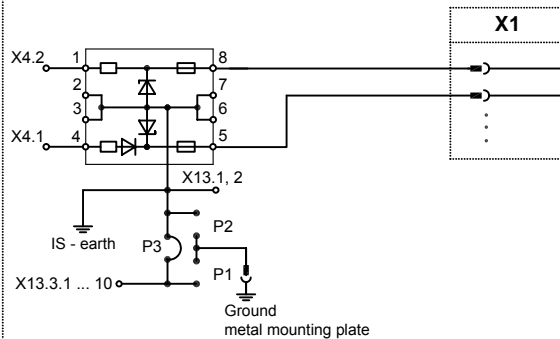 X1
X4.2
1
8
2
7
3
6
X4.1
4
5
X13.1, 2
P2
IS - earth
P3
P1
X13.3.1 ... 10
Ground
metal mounting plate